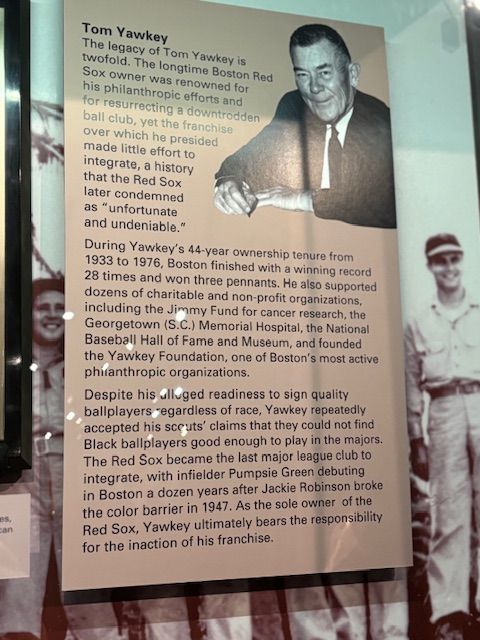 Tom Yawkey
The legacy of Tom Yawkey is
twofold. The longtime Boston Red
Sox owner was renowned for
his philanthropic efforts and
for resurrecting a downtrodden
ball club, yet the franchise
over which he presided
made little effort to
integrate, a history
that the Red Sox
later condemned
as "unfortunate
and undeniable."
During Yawkey's 44-year ownership tenure from
1933 to 1976, Boston finished with a winning record
28 times and won three pennants. He also supported
dozens of charitable and non-profit organizations,
including the Jimmy Fund for cancer research, the
Georgetown (S.C.) Memorial Hospital, the National
Baseball Hall of Fame and Museum, and founded
the Yawkey Foundation, one of Boston's most active
philanthropic organizations.
Despite his alleged readiness to sign quality
ballplayers regardless of race, Yawkey repeatedly
accepted his scouts' claims that they could not find
Black ballplayers good enough to play in the majors.
The Red Sox became the last major league club to
integrate, with infielder Pumpsie Green debuting
in Boston a dozen years after Jackie Robinson broke
the color barrier in 1947. As the sole owner of the
Red Sox, Yawkey ultimately bears the responsibility
for the inaction of his franchise.